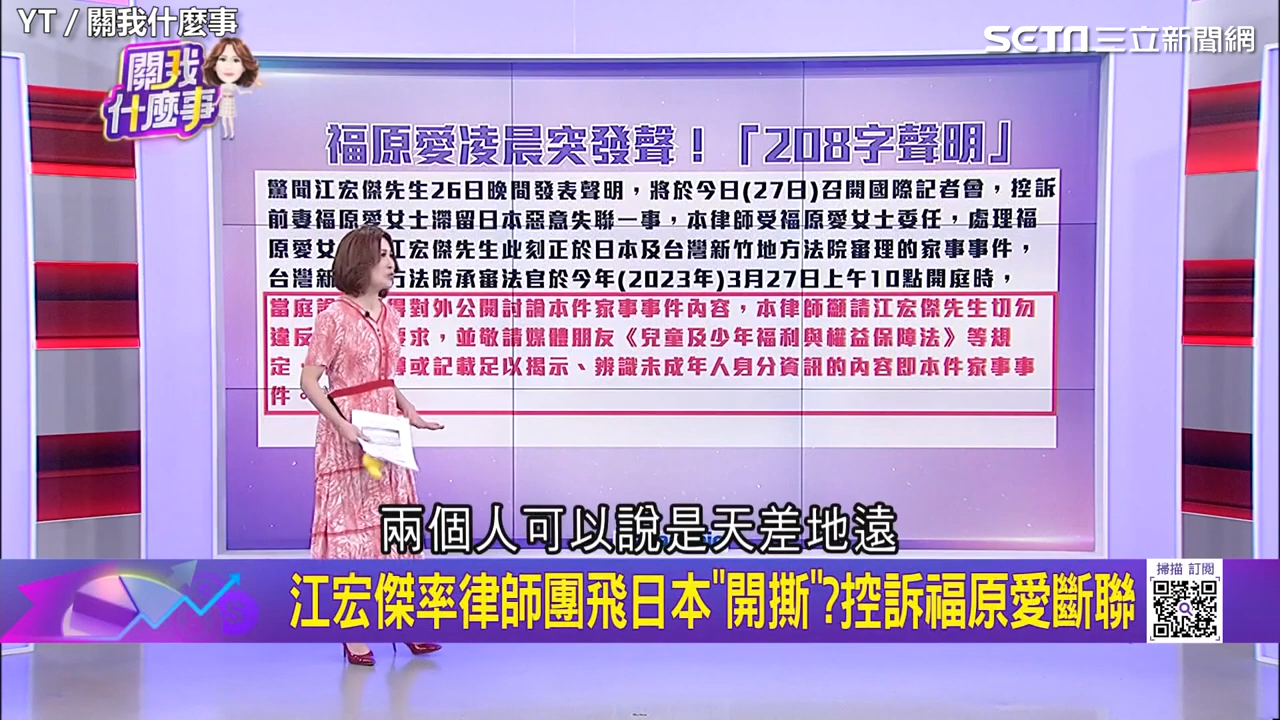 YT / 關我什麼事
SETN三立新聞網
關我
什麼事
福原愛凌晨突發聲！「208字聲明」
驚聞江宏傑先生26日晚間發表聲明，將於今日(27日)召開國際記者會，控訴
前妻福原愛女士滯留日本惡意失聯一事，本律師受福原愛女士委任，處理福
原愛女 江宏傑先生此刻正於日本及台灣新竹地方法院審理的家事事件，
台灣新 方法院承審法官於今年(2023年)3月27日上午10點開庭時，
當庭 得對外公開討論本件家事事件內容，本律師籲請江宏傑先生切勿
違反 要求，並敬請媒體朋友《兒童及少年福利與權益保障法》等規
定， 或記載足以揭示、辨識未成年人身分資訊的內容即本件家事事
件。
兩個人可以說是天差地遠
掃描 訂閱
江宏傑率律師團飛日本"開撕"?控訴福原愛斷聯